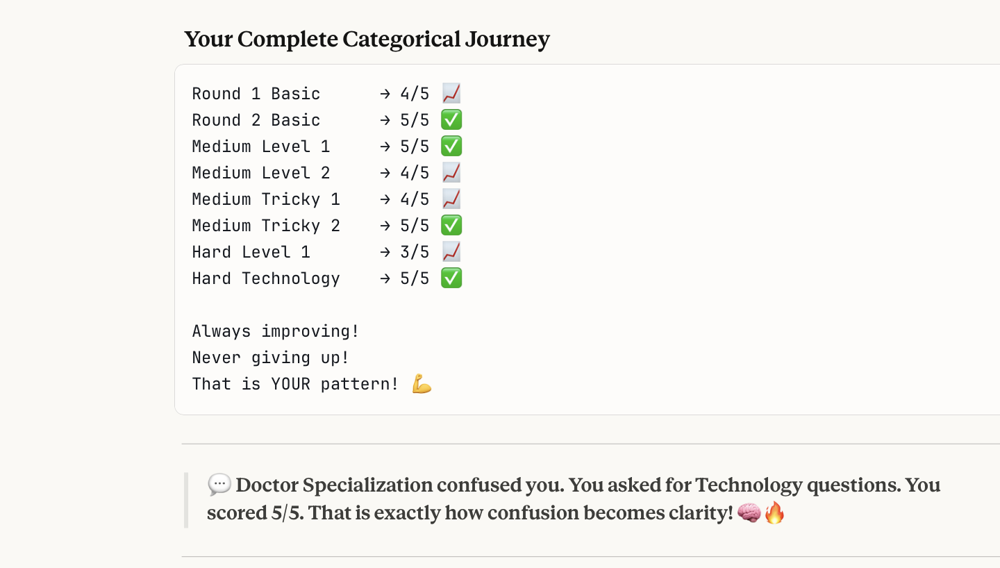 Your Complete Categorical Journey
Round 1 Basic → 4/5 📈
Round 2 Basic → 5/5 ✅
Medium Level 1 → 5/5 ✅
Medium Level 2 → 4/5 📈
Medium Tricky 1 → 4/5 📈
Medium Tricky 2 → 5/5 ✅
Hard Level 1 → 3/5 📈
Hard Technology → 5/5 ✅
Always improving!
Never giving up!
That is YOUR pattern! 💪
💬 Doctor Specialization confused you. You asked for Technology questions. You
scored 5/5. That is exactly how confusion becomes clarity! 🧠🔥